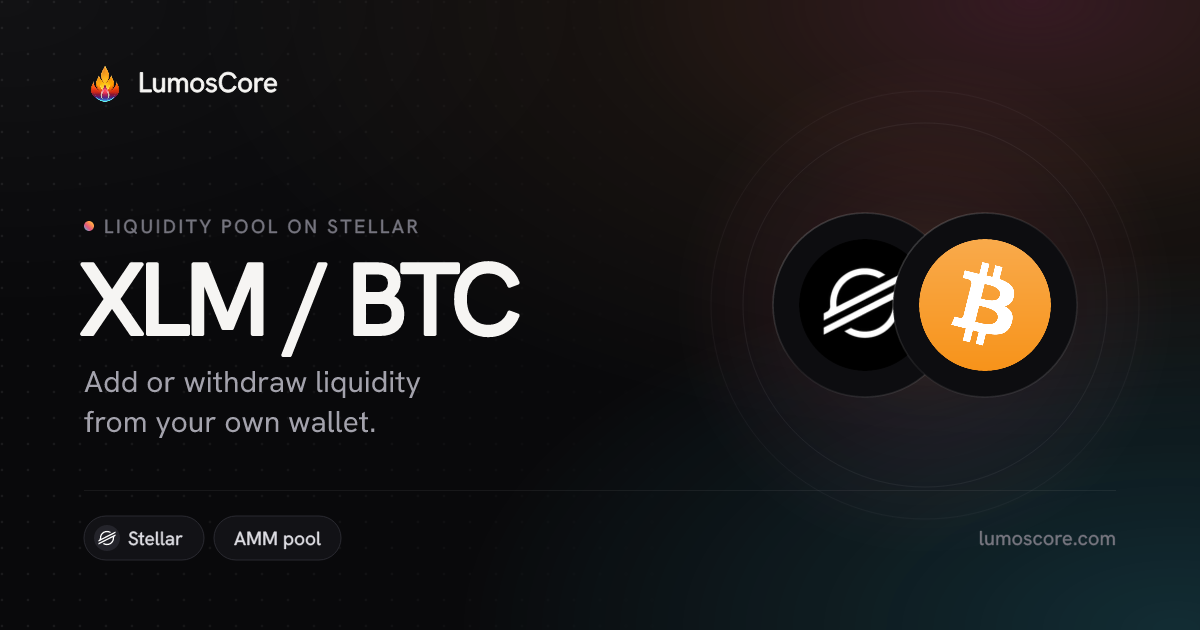 LumosCore
LIQUIDITY POOL ON STELLAR
XLM / BTC
Add or withdraw liquidity
from your own wallet.
Stellar
AMM pool
lumoscore.com